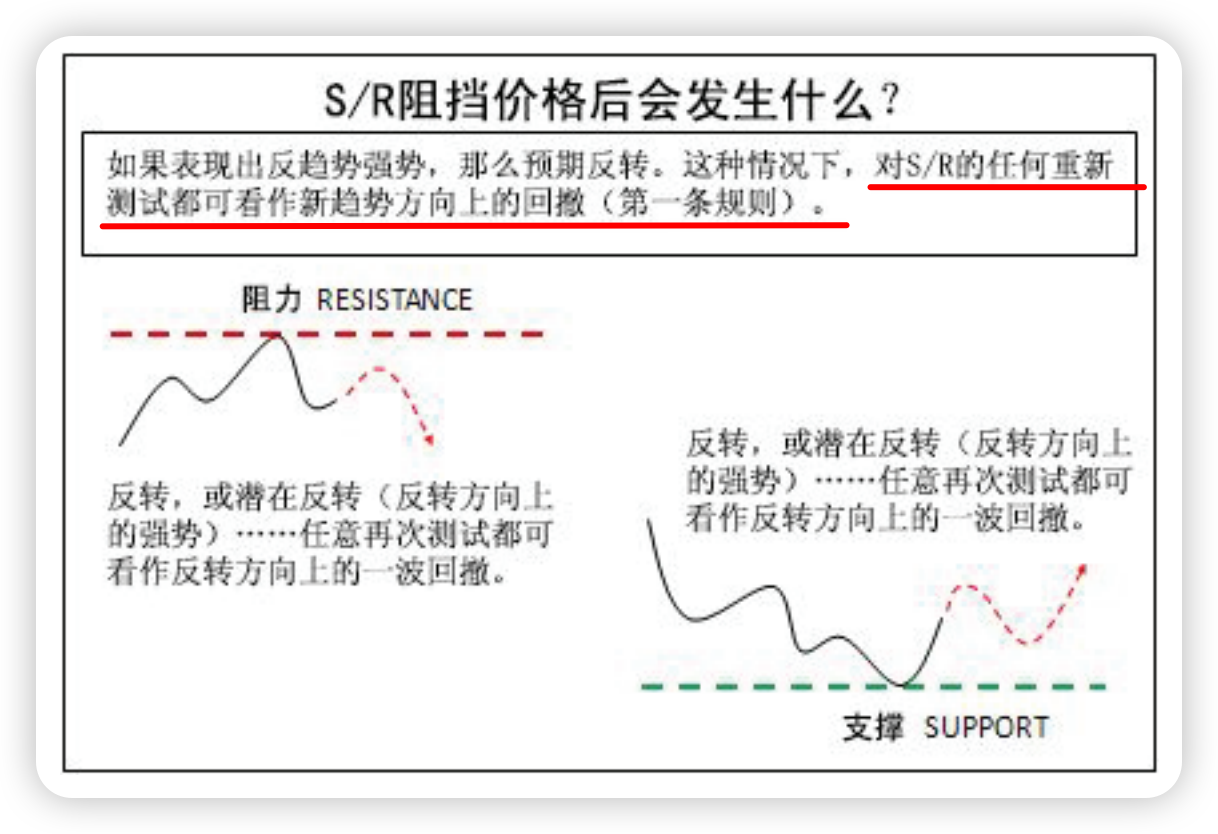 S/R阻挡价格后会发生什么?
如果表现出反趋势强势，那么预期反转。这种情况下，对S/R的任何重新
测试都可看作新趋势方向上的回撤（第一条规则）。
阻力 RESISTANCE
反转，或潜在反转（反转方向上
的强势）……任意再次测试都可
看作反转方向上的一波回撤。
反转，或潜在反转（反转方向上
的强势）……任意再次测试都可
看作反转方向上的一波回撤。
支撑 SUPPORT